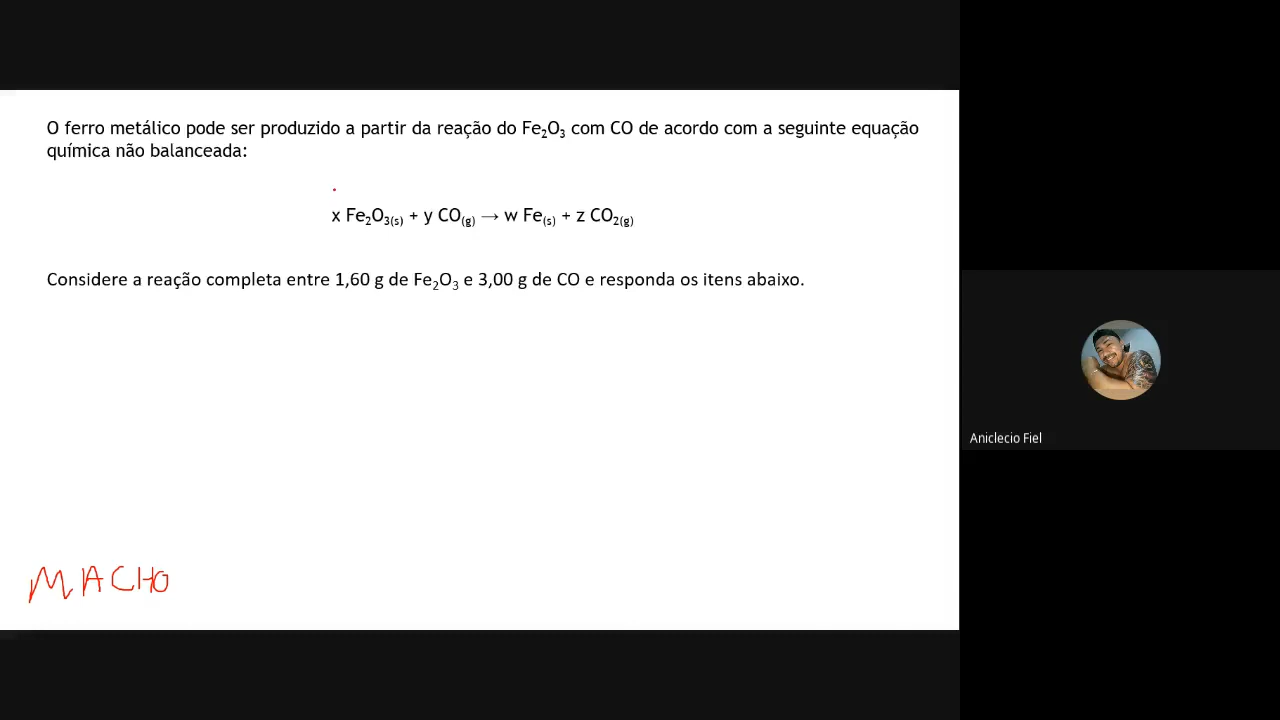 O ferro metálico pode ser produzido a partir da reação do Fe₂O₃ com CO de acordo com a seguinte equação
química não balanceada:
x Fe₂O₃₍ₛ₎ + y CO₍g₎ → w Fe₍ₛ₎ + z CO₂₍g₎
Considere a reação completa entre 1,60 g de Fe₂O₃ e 3,00 g de CO e responda os itens abaixo.
Aniclecio Fiel
MACHO